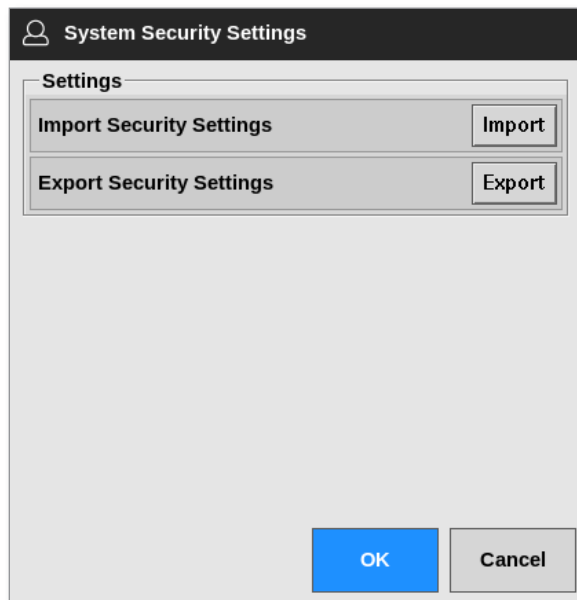 System Security Settings
Settings
Import Security Settings Import
Export Security Settings Export
OK Cancel